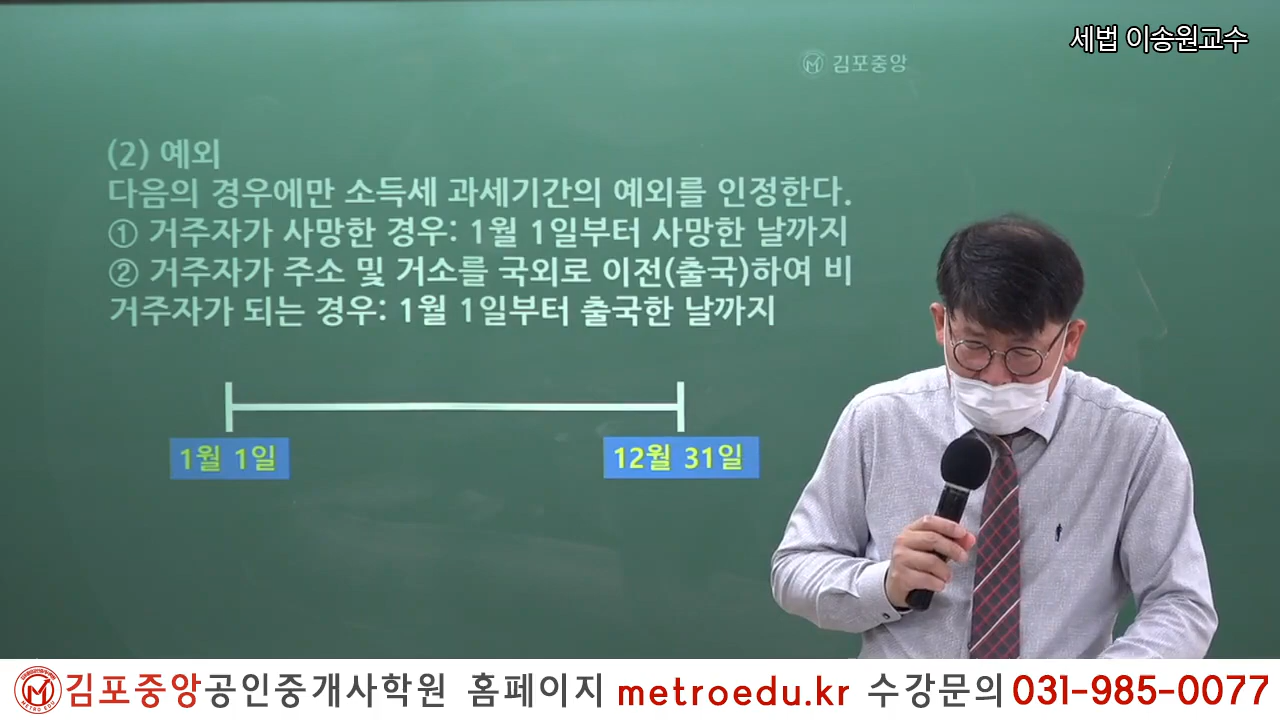 세법 이송원교수
김포중앙
(2) 예외
다음의 경우에만 소득세 과세기간의 예외를 인정한다.
① 거주자가 사망한 경우: 1월 1일부터 사망한 날까지
② 거주자가 주소 및 거소를 국외로 이전(출국)하여 비
거주자가 되는 경우: 1월 1일부터 출국한 날까지
1월 1일
12월 31일
METRO EDU 김포중앙공인중개사학원 홈페이지 metroedu.kr 수강문의 031-985-0077